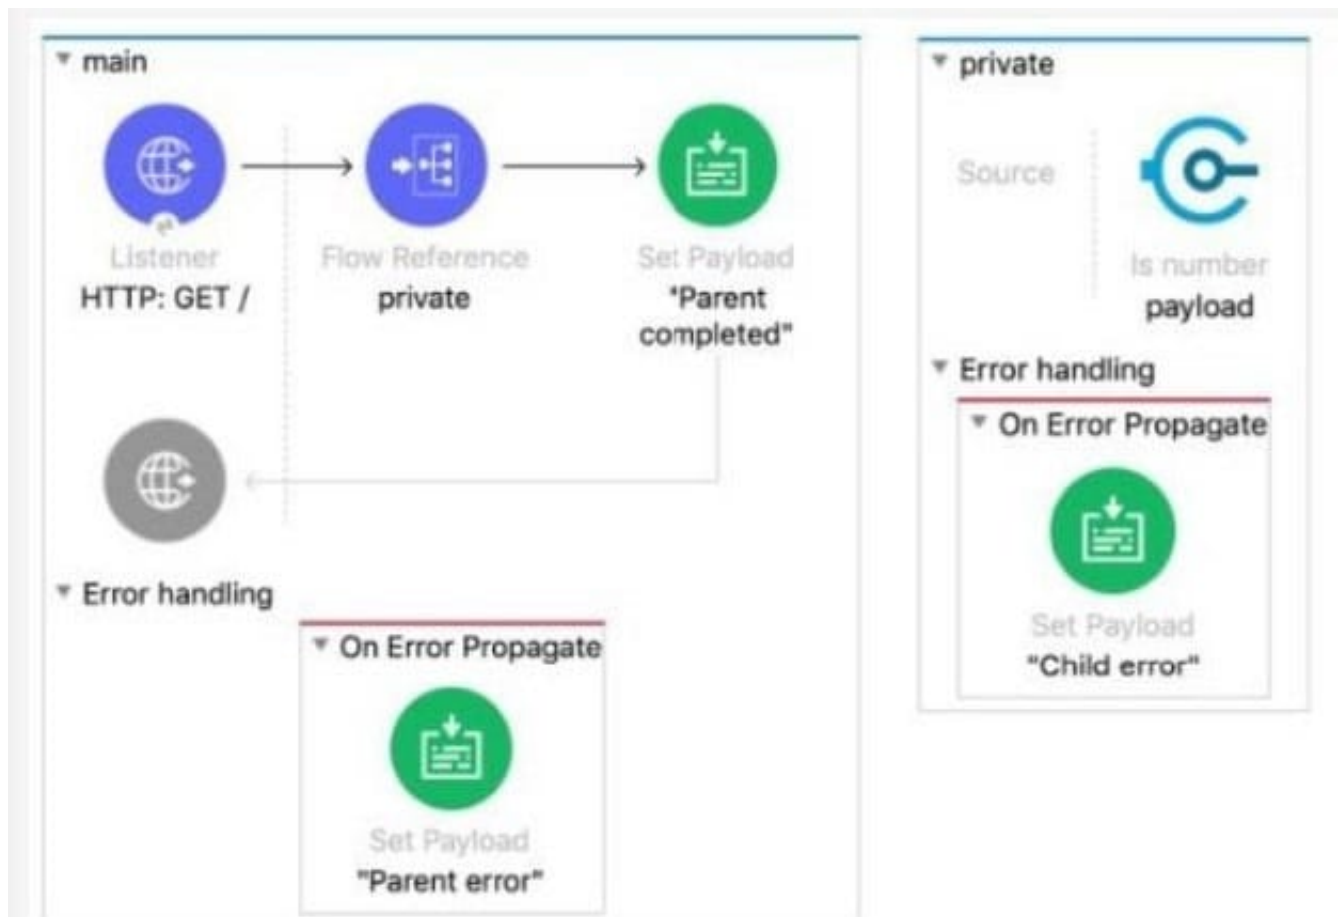 main
Listener
HTTP: GET /
Flow Reference
private
Set Payload
"Parent
completed"
Error handling
On Error Propagate
Set Payload
"Parent error"
private
Source
Is number
payload
Error handling
On Error Propagate
Set Payload
"Child error"